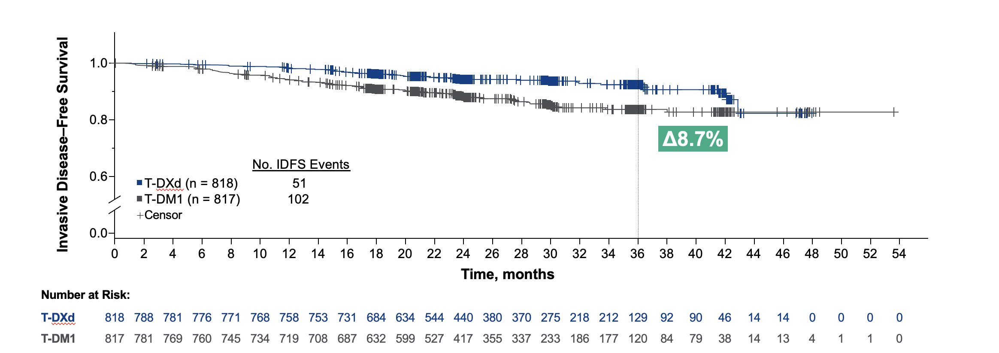 Invasive Disease–Free Survival
1.0
0.8
0.6
0.0
Δ8.7%
No. IDFS Events
T-DXd (n = 818) 51
T-DM1 (n = 817) 102
+Censor
0 2 4 6 8 10 12 14 16 18 20 22 24 26 28 30 32 34 36 38 40 42 44 46 48 50 52 54
Time, months
Number at Risk:
T-DXd 818 788 781 776 771 768 758 753 731 684 634 544 440 380 370 275 218 212 129 92 90 46 14 14 0 0 0 0
T-DM1 817 781 769 760 745 734 719 708 687 632 599 527 417 355 337 233 186 177 120 84 79 38 14 13 4 1 1 0